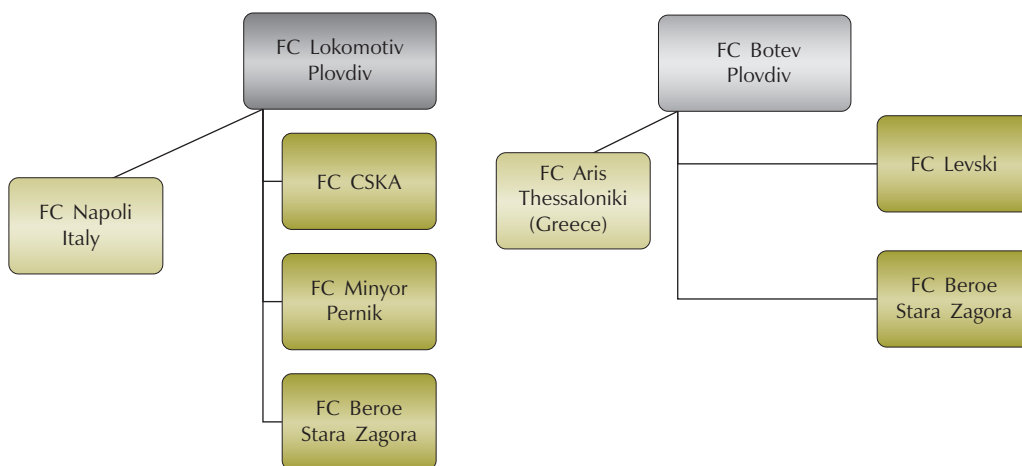 FC Lokomotiv
Plovdiv
FC CSKA
FC Napoli
Italy
FC Minyor
Pernik
FC Beroe
Stara Zagora
FC Botev
Plovdiv
FC Aris
Thessaloniki
(Greece)
FC Levski
FC Beroe
Stara Zagora